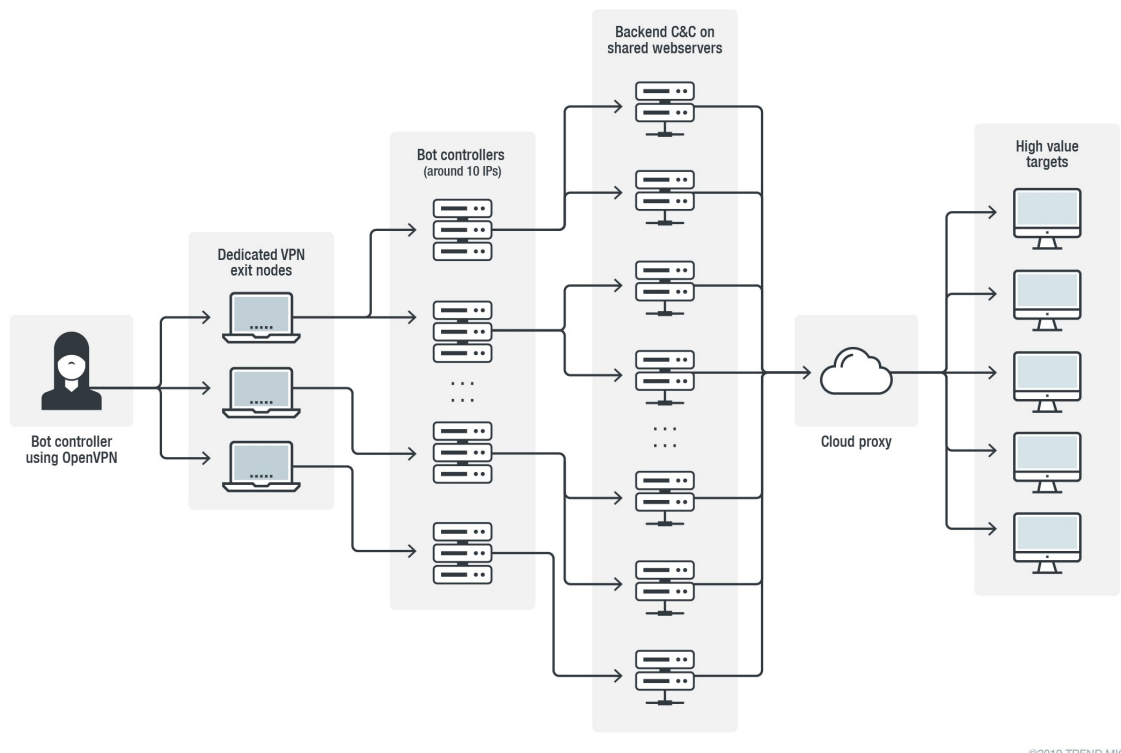 Backend C&C on
shared webservers
Bot controllers
(around 10 IPs)
High value
targets
Dedicated VPN
exit nodes
Bot controller
using OpenVPN
Cloud proxy